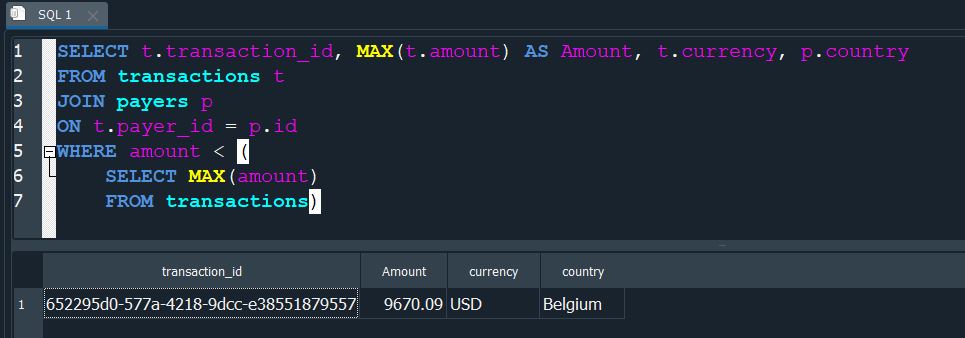 SQL 1
1 SELECT t.transaction_id, MAX(t.amount) AS Amount, t.currency, p.country
2 FROM transactions t
3 JOIN payers p
4 ON t.payer_id = p.id
5 WHERE amount < (
6 SELECT MAX(amount)
7 FROM transactions)
transaction_id Amount currency country
1 652295d0-577a-4218-9dcc-e38551879557 9670.09 USD Belgium